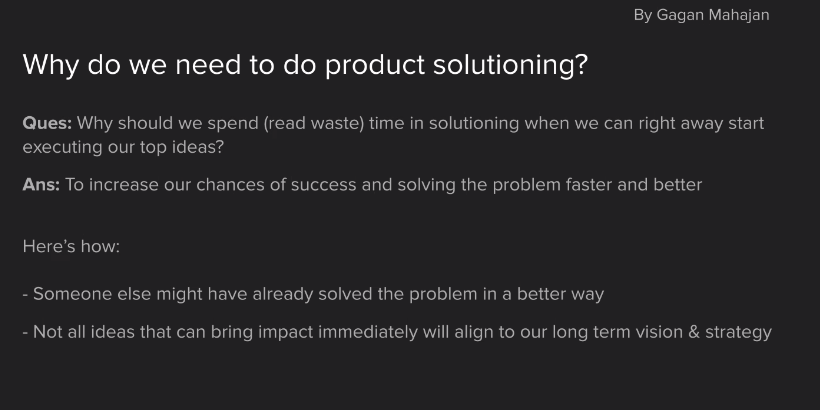 By Gagan Mahajan
Why do we need to do product solutioning?
Ques: Why should we spend (read waste) time in solutioning when we can right away start
executing our top ideas?
Ans: To increase our chances of success and solving the problem faster and better
Here’s how:
- Someone else might have already solved the problem in a better way
- Not all ideas that can bring impact immediately will align to our long term vision & strategy